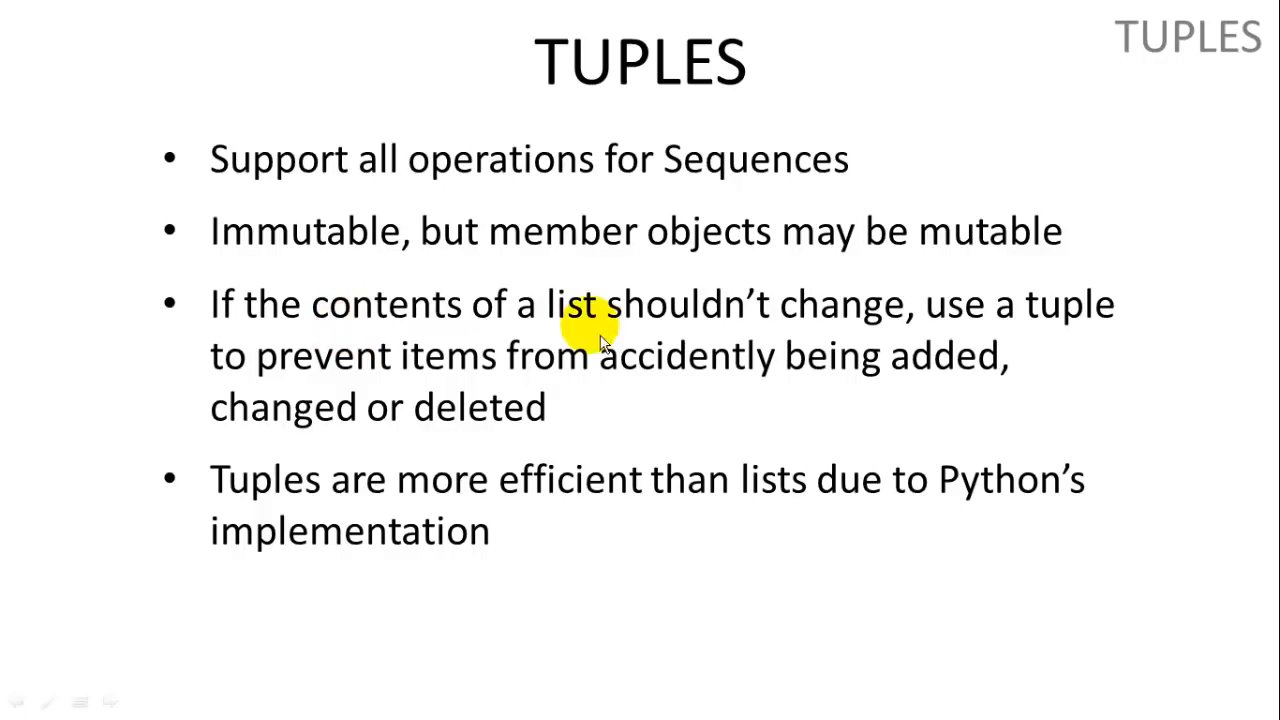 TUPLES
TUPLES
• Support all operations for Sequences
• Immutable, but member objects may be mutable
• If the contents of a list shouldn’t change, use a tuple
to prevent items from accidently being added,
changed or deleted
• Tuples are more efficient than lists due to Python’s
implementation